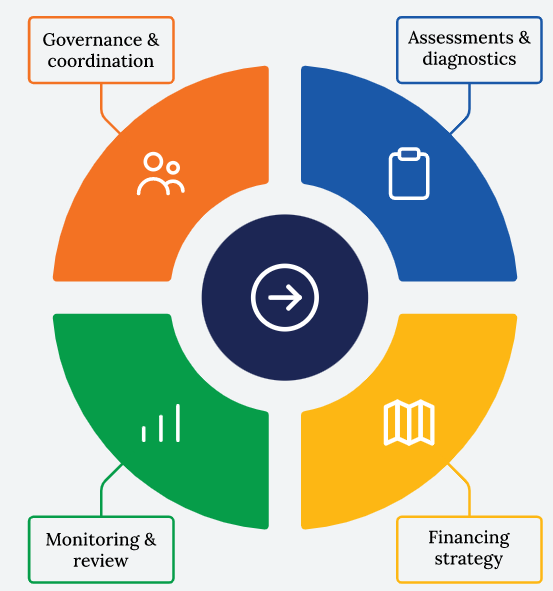 Governance &
coordination
Assessments &
diagnostics
Monitoring &
review
Financing
strategy